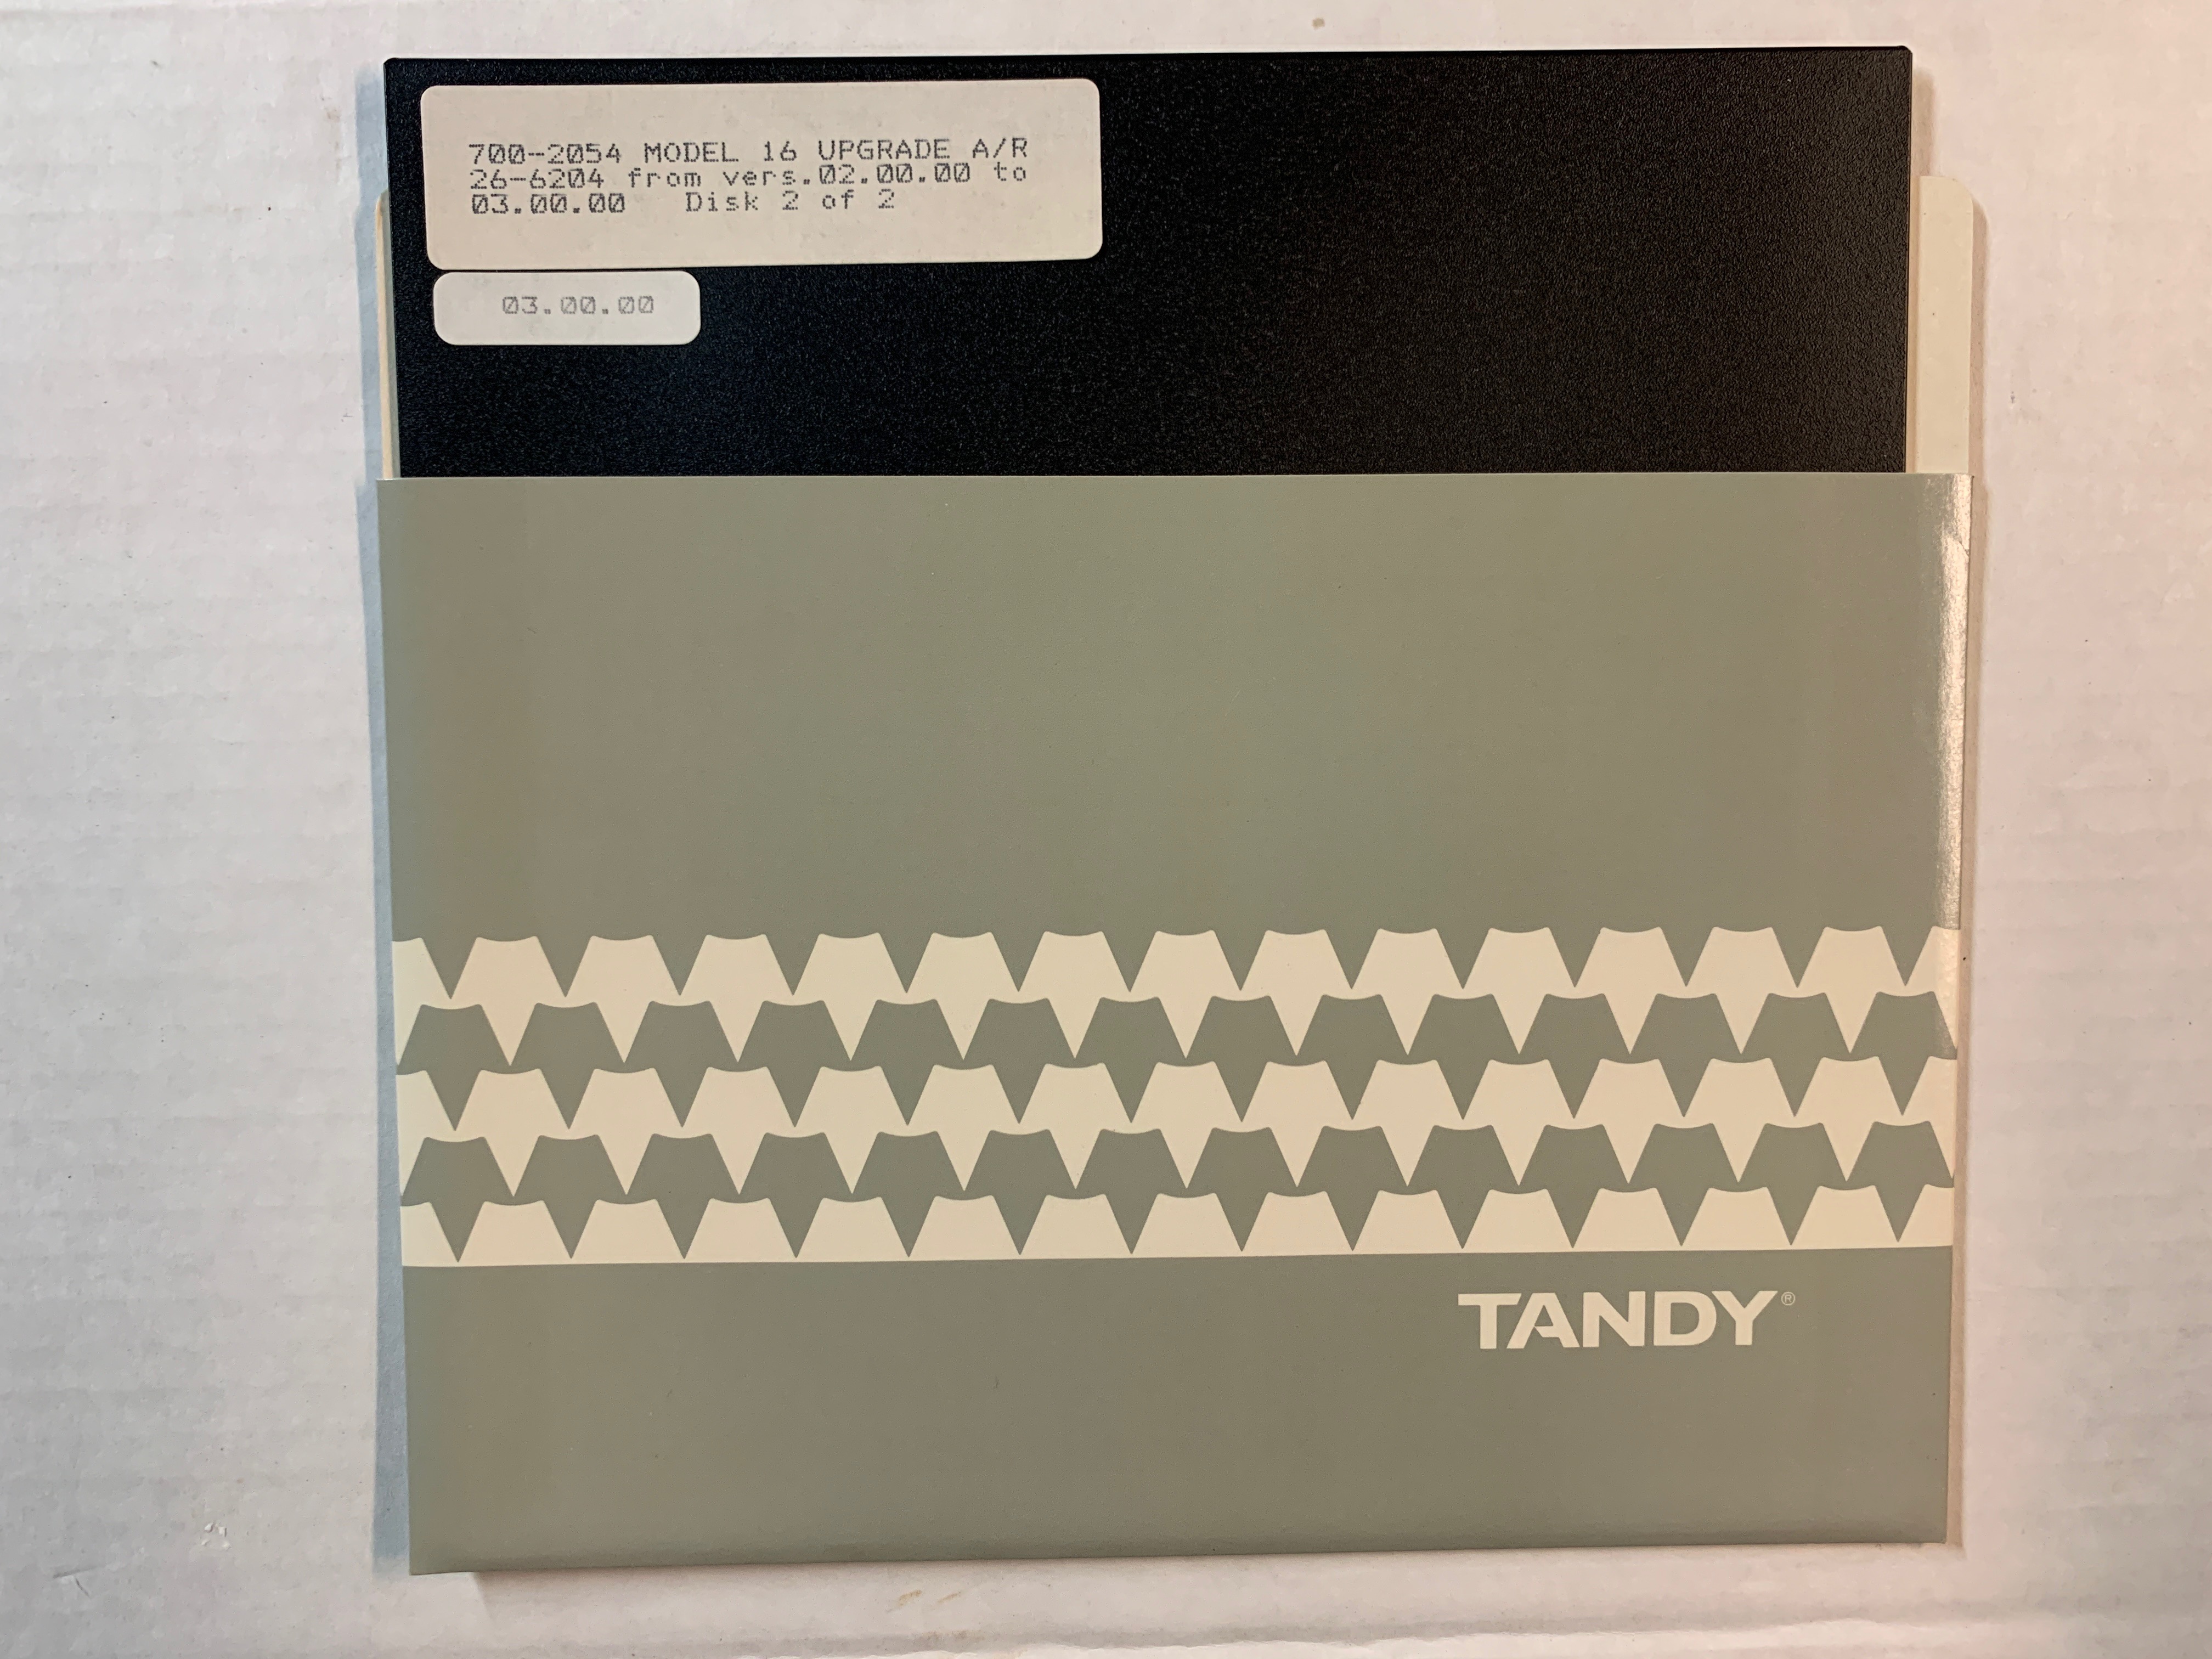 700-2054 MODEL 16 UPGRADE A/R
26-6204 from vers.02.00.00 to
03.00.00   Disk 2 of 2
03.00.00
TANDY®